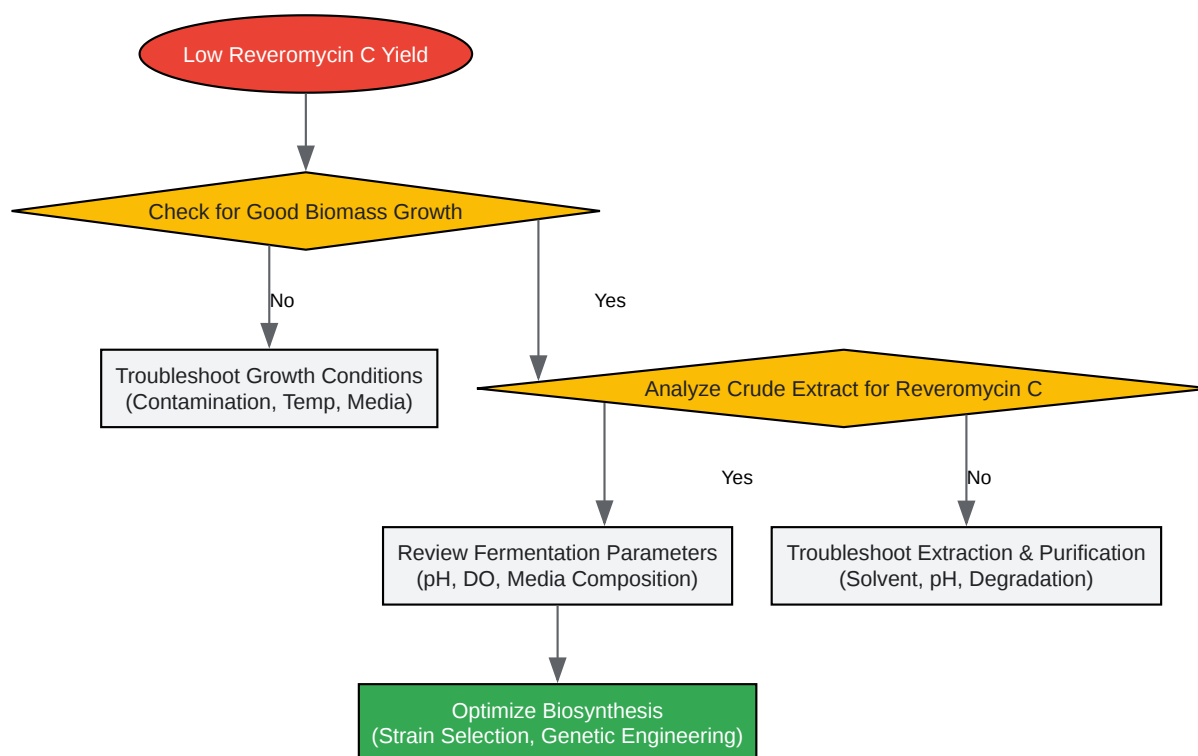 Low Reveromycin C Yield
Check for Good Biomass Growth
No
Yes
Troubleshoot Growth Conditions
(Contamination, Temp, Media)
Analyze Crude Extract for Reveromycin C
Yes
No
Review Fermentation Parameters
(pH, DO, Media Composition)
Troubleshoot Extraction & Purification
(Solvent, pH, Degradation)
Optimize Biosynthesis
(Strain Selection, Genetic Engineering)